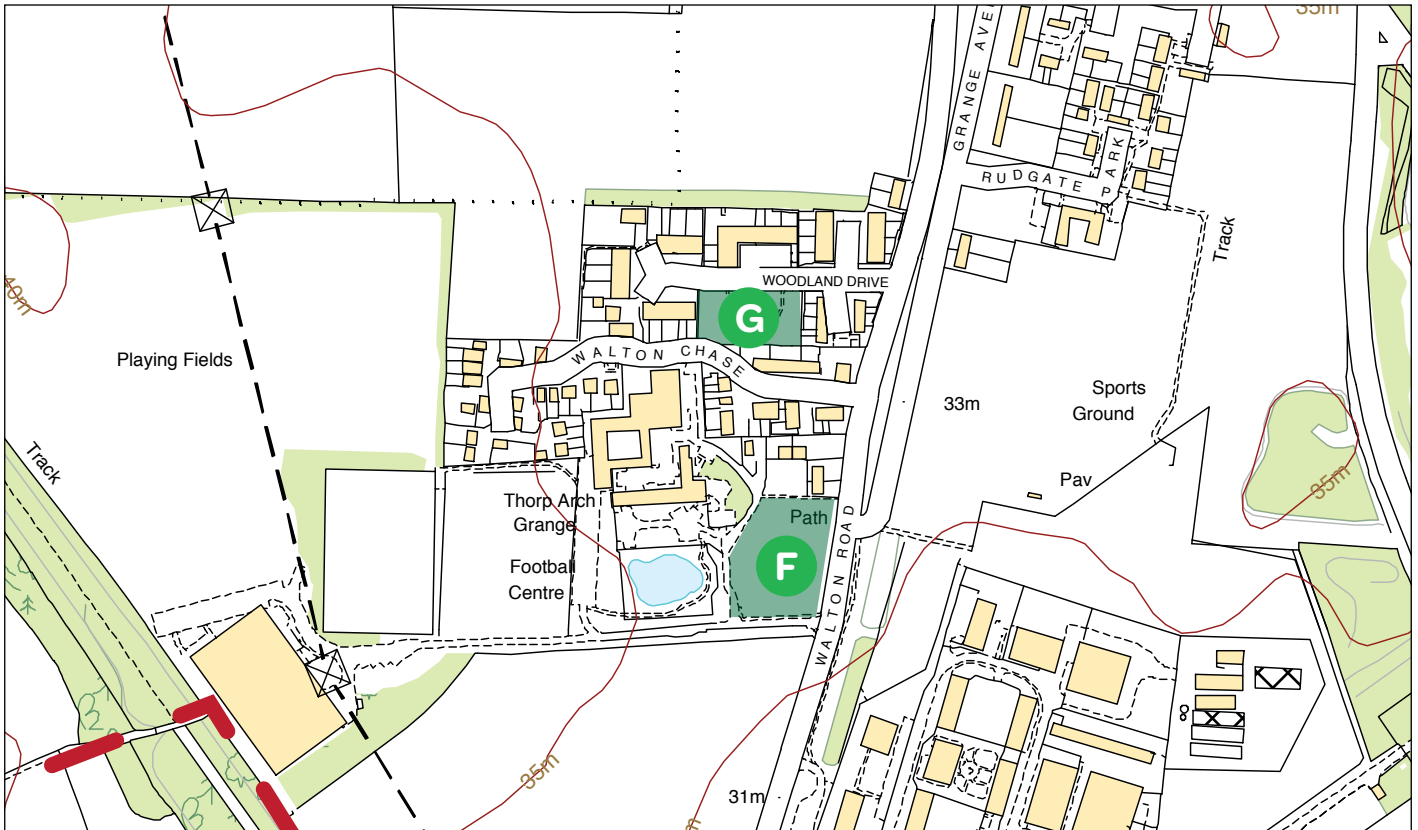 35m
GRANGE AVE
RUDGATE PARK
Track
40m
WOODLAND DRIVE
G
WALTON CHASE
Playing Fields
Sports
Ground
33m
Track
Pav
35m
Thorp Arch
Grange
Path
WALTON ROAD
Football
Centre
F
35m
31m
m